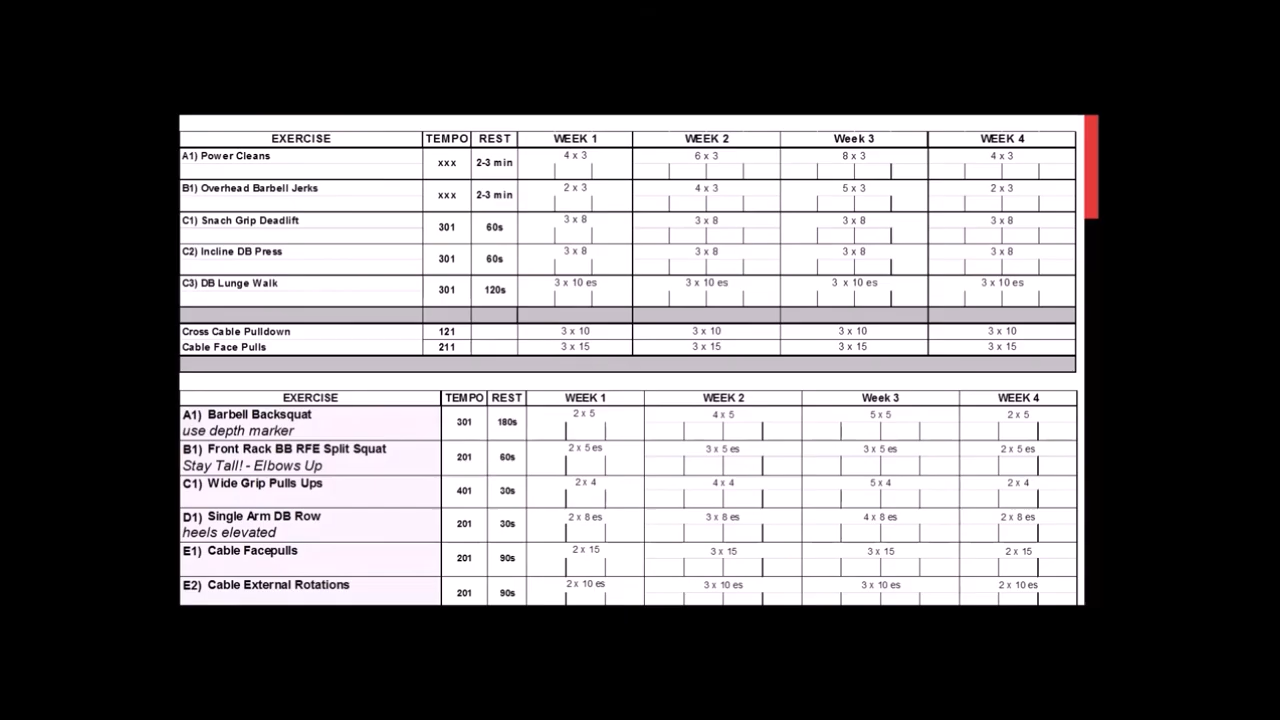 EXERCISE TEMPO REST WEEK 1 WEEK 2 Week 3 WEEK 4
A1) Power Cleans xxx 2-3 min 4 x 3 6 x 3 8 x 3 4 x 3
B1) Overhead Barbell Jerks xxx 2-3 min 2 x 3 4 x 3 5 x 3 2 x 3
C1) Snach Grip Deadlift 301 60s 3 x 8 3 x 8 3 x 8 3 x 8
C2) Incline DB Press 301 60s 3 x 8 3 x 8 3 x 8 3 x 8
C3) DB Lunge Walk 301 120s 3 x 10 es 3 x 10 es 3 x 10 es 3 x 10 es
Cross Cable Pulldown 121 3 x 10 3 x 10 3 x 10 3 x 10
Cable Face Pulls 211 3 x 15 3 x 15 3 x 15 3 x 15
EXERCISE TEMPO REST WEEK 1 WEEK 2 Week 3 WEEK 4
A1) Barbell Backsquat 301 180s 2 x 5 4 x 5 5 x 5 2 x 5
use depth marker
B1) Front Rack BB RFE Split Squat 201 60s 2 x 5 es 3 x 5 es 3 x 5 es 2 x 5 es
Stay Tall! - Elbows Up
C1) Wide Grip Pulls Ups 401 30s 2 x 4 4 x 4 5 x 4 2 x 4
D1) Single Arm DB Row 201 30s 2 x 8 es 3 x 8 es 4 x 8 es 2 x 8 es
heels elevated
E1) Cable Facepulls 201 90s 2 x 15 3 x 15 3 x 15 2 x 15
E2) Cable External Rotations 201 90s 2 x 10 es 3 x 10 es 3 x 10 es 2 x 10 es